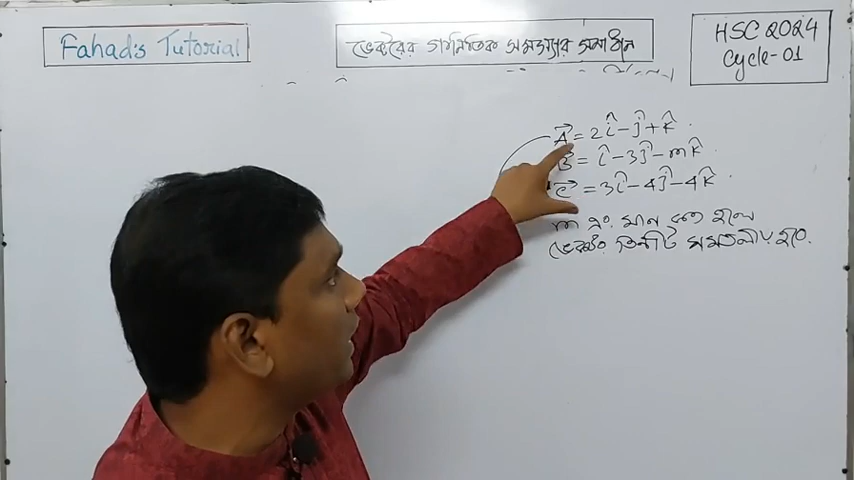 Fahad's Tutorial
ভেক্টরের গাণিতিক সমস্যার সমাধান
HSC 2024
Cycle-01
A⃗ = 2î - ĵ + k̂
B⃗ = î - 3ĵ - mk̂
C⃗ = 3î - 4ĵ - 4k̂
m এর মান কত হলে
ভেক্টর তিনটি সমতলীয় হবে.